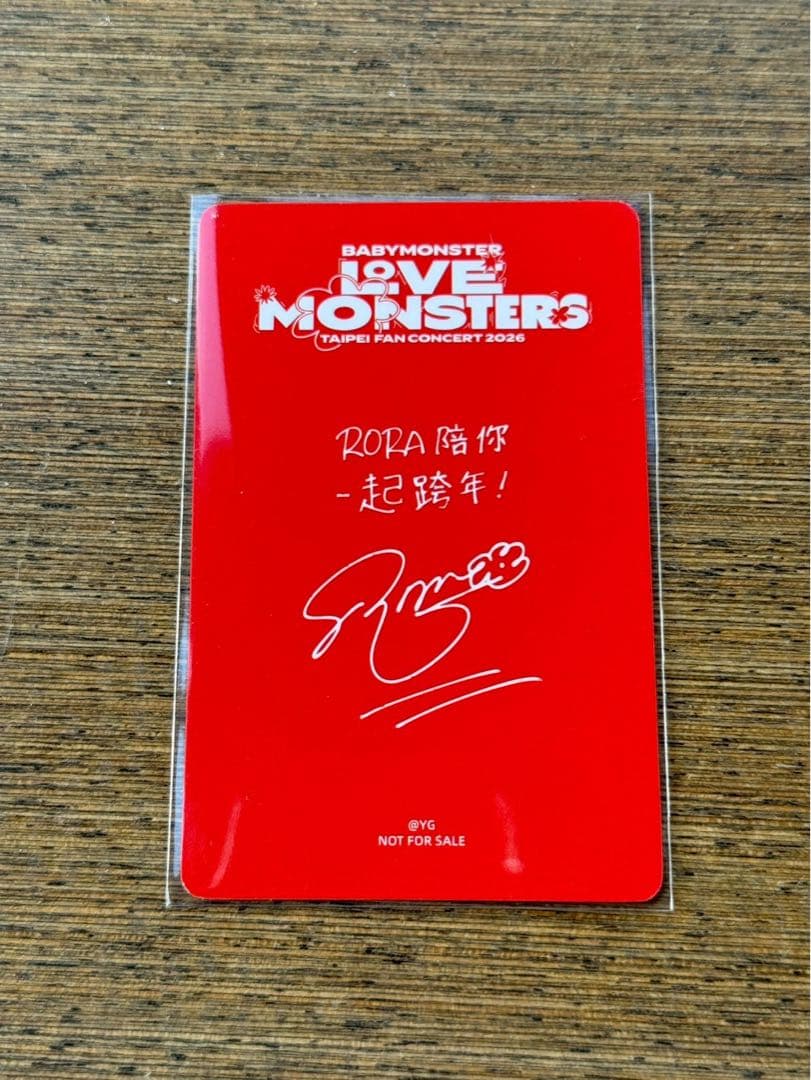 BABYMONSTER
LOVE
MONSTERS
TAIPEI FAN CONCERT 2026
RORA 陪你
一起跨年!
@YG
NOT FOR SALE